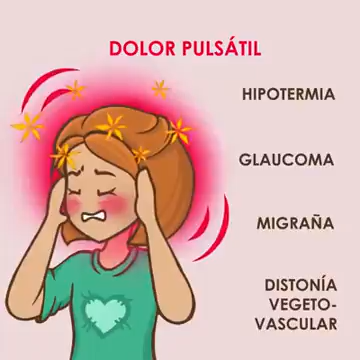 DOLOR PULSÁTIL
HIPOTERMIA
GLAUCOMA
MIGRAÑA
DISTONÍA
VEGETO-
VASCULAR